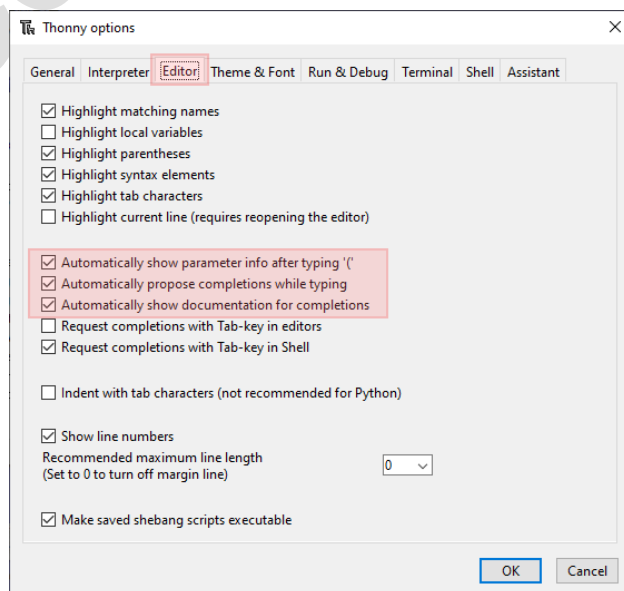 Thonny options
General Interpreter Editor Theme & Font Run & Debug Terminal Shell Assistant
Highlight matching names
Highlight local variables
Highlight parentheses
Highlight syntax elements
Highlight tab characters
Highlight current line (requires reopening the editor)
Automatically show parameter info after typing '('
Automatically propose completions while typing
Automatically show documentation for completions
Request completions with Tab-key in editors
Request completions with Tab-key in Shell
Indent with tab characters (not recommended for Python)
Show line numbers
Recommended maximum line length
(Set to 0 to turn off margin line)
0
Make saved shebang scripts executable
OK Cancel